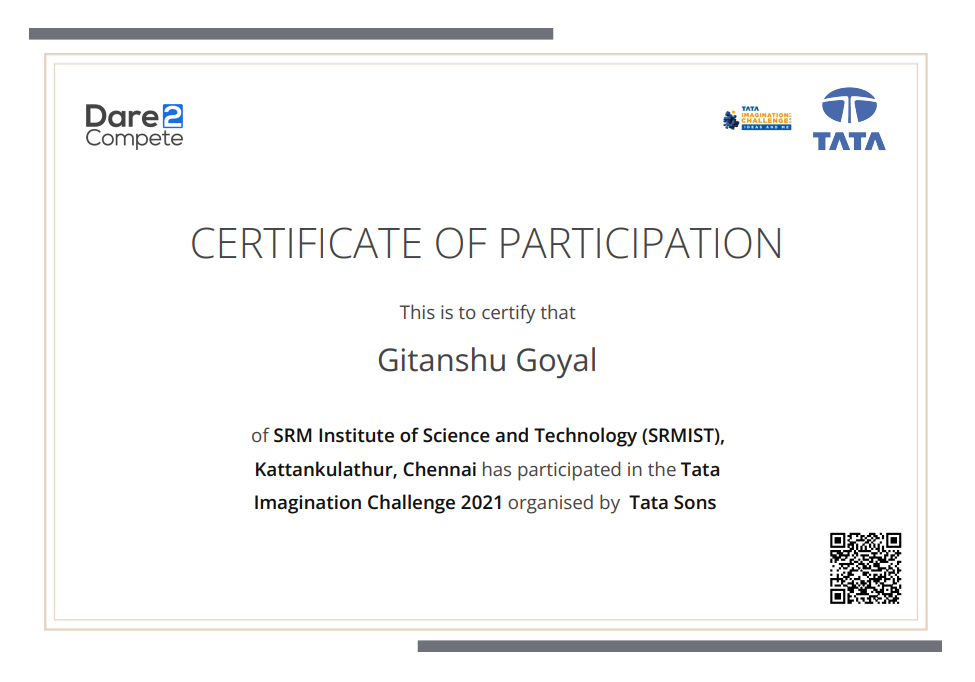 Dare2
Compete
TATA
IMAGINATION
CHALLENGE
IDEAS AND ME
TATA
CERTIFICATE OF PARTICIPATION
This is to certify that
Gitanshu Goyal
of SRM Institute of Science and Technology (SRMIST),
Kattankulathur, Chennai has participated in the Tata
Imagination Challenge 2021 organised by Tata Sons